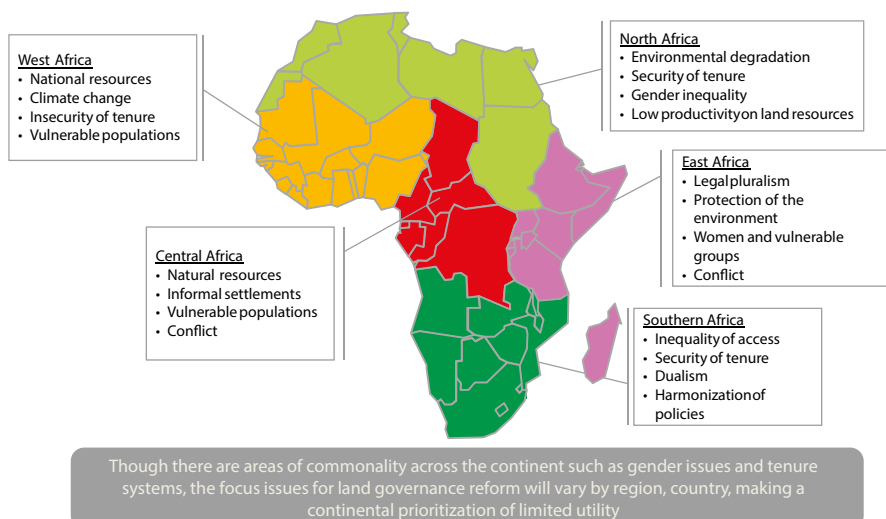 West Africa
• National resources
• Climate change
• Insecurity of tenure
• Vulnerable populations
North Africa
• Environmental degradation
• Security of tenure
• Gender inequality
• Low productivity on land resources
East Africa
• Legal pluralism
• Protection of the
environment
• Women and vulnerable
groups
• Conflict
Central Africa
• Natural resources
• Informal settlements
• Vulnerable populations
• Conflict
Southern Africa
• Inequality of access
• Security of tenure
• Dualism
• Harmonization of
policies
Though there are areas of commonality across the continent such as gender issues and tenure
systems, the focus issues for land governance reform will vary by region, country, making a
continental prioritization of limited utility